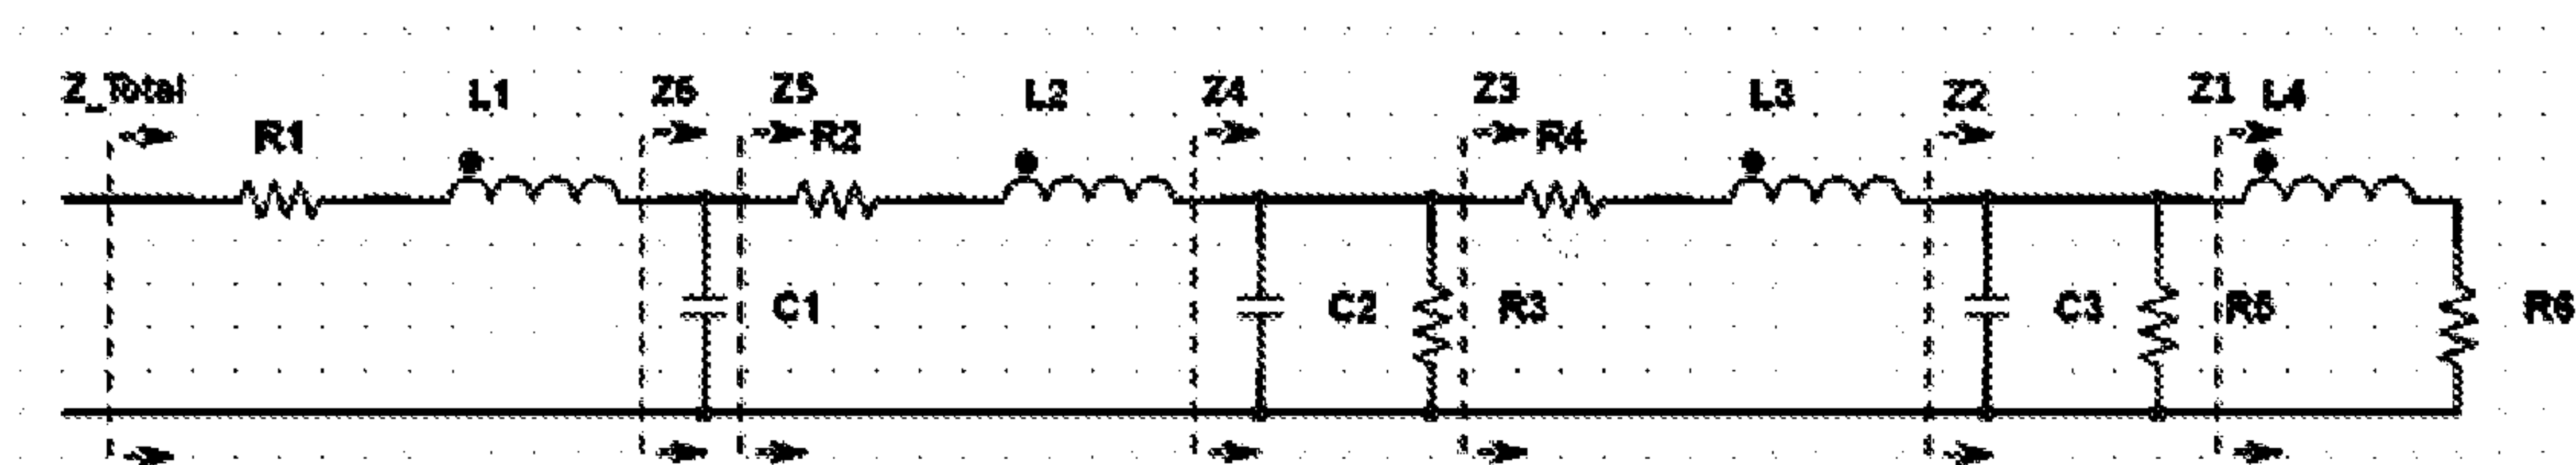 Z_Total L1 Z6 Z5 L2 Z4 Z3 L3 Z2 Z1 L4
R1 R2 R4
C1 C2 R3 C3 R5 R6